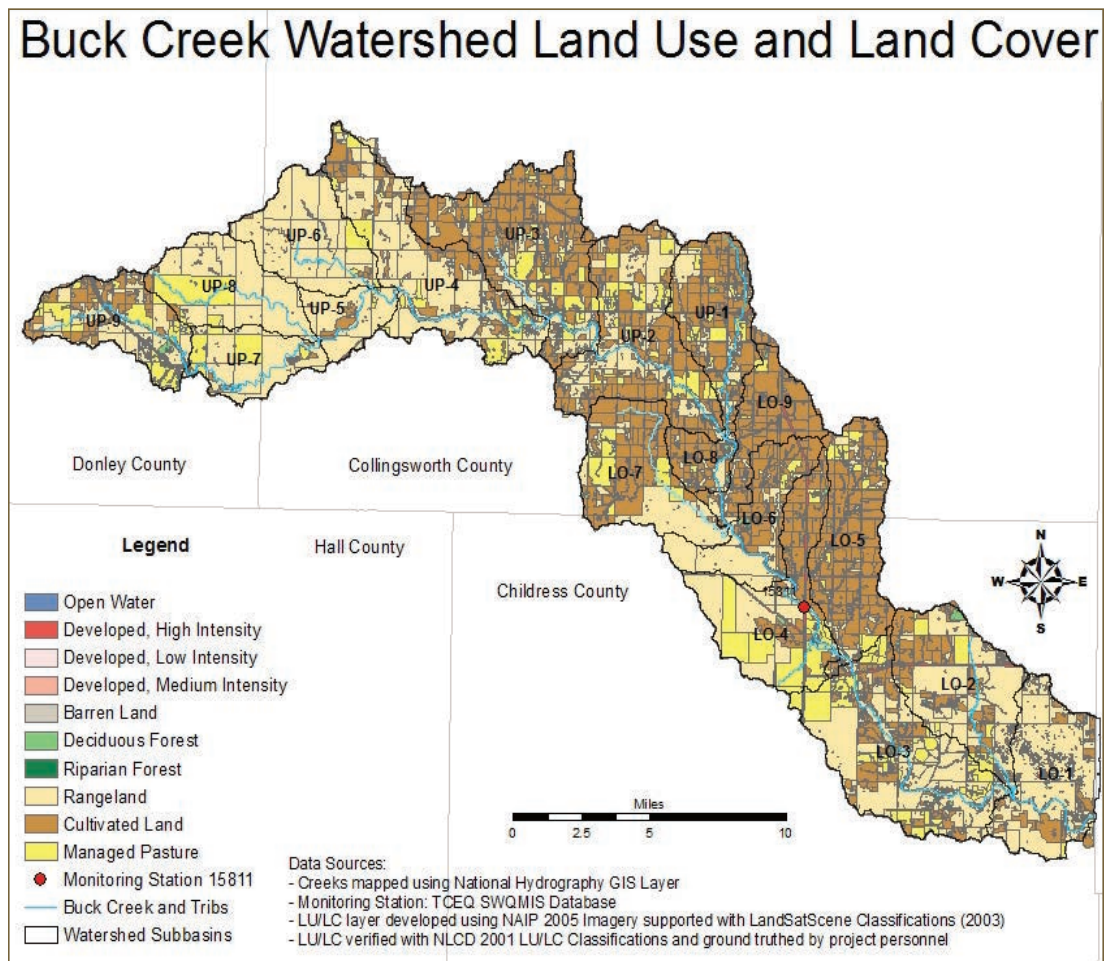 Buck Creek Watershed Land Use and Land Cover
UP-6
UP-3
UP-8
UP-4
UP-5
UP-1
UP-9
UP-2
UP-7
LO-9
Donley County
Collingsworth County
LO-8
LO-7
LO-6
LO-5
Hall County
Childress County
15811
LO-4
LO-2
LO-3
LO-1
N
W
E
S
Legend
Open Water
Developed, High Intensity
Developed, Low Intensity
Developed, Medium Intensity
Barren Land
Deciduous Forest
Riparian Forest
Rangeland
Cultivated Land
Managed Pasture
Monitoring Station 15811
Buck Creek and Tribs
Watershed Subbasins
Miles
0 2.5 5 10
Data Sources:
- Creeks mapped using National Hydrography GIS Layer
- Monitoring Station: TCEQ SWQMIS Database
- LU/LC layer developed using NAIP 2005 Imagery supported with LandSatScene Classifications (2003)
- LU/LC verified with NLCD 2001 LU/LC Classifications and ground truthed by project personnel